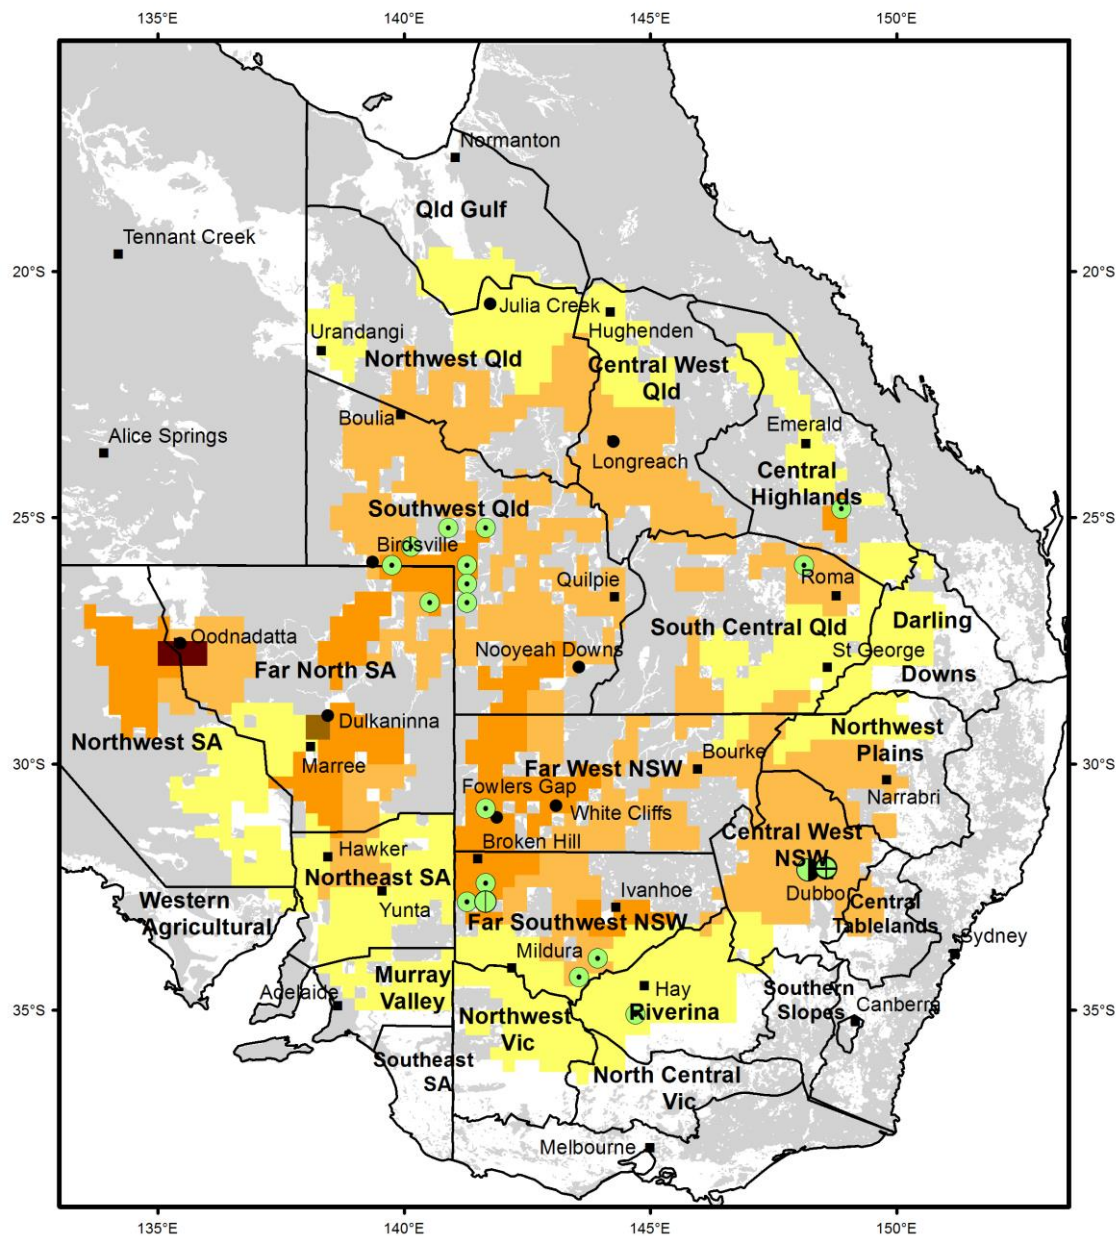 135°E
140°E
145°E
150°E
Normanton
Qld Gulf
Tennant Creek
20°S
20°S
Julia Creek
Urandangi
Hughenden
Northwest Qld
Central West
Qld
Boulia
Emerald
Alice Springs
Longreach
Central
Highlands
Southwest Qld
25°S
25°S
Birdsville
Quilpie
Roma
Oodnadatta
South Central Qld
Darling
Downs
Nooyeah Downs
St George
Far North SA
Dulkaninna
Northwest SA
Northwest
Plains
Marree
Bourke
30°S
30°S
Far West NSW
Fowlers Gap
Narrabri
White Cliffs
Broken Hill
Central West
NSW
Hawker
Northeast SA
Yunta
Ivanhoe
Dubbo
Western
Agricultural
Central
Tablelands
Far Southwest NSW
Sydney
Mildura
Murray
Valley
Adelaide
Hay
Riverina
Southern
Slopes
Canberra
35°S
35°S
Northwest
Vic
Southeast
SA
North Central
Vic
Melbourne
135°E
140°E
145°E
150°E